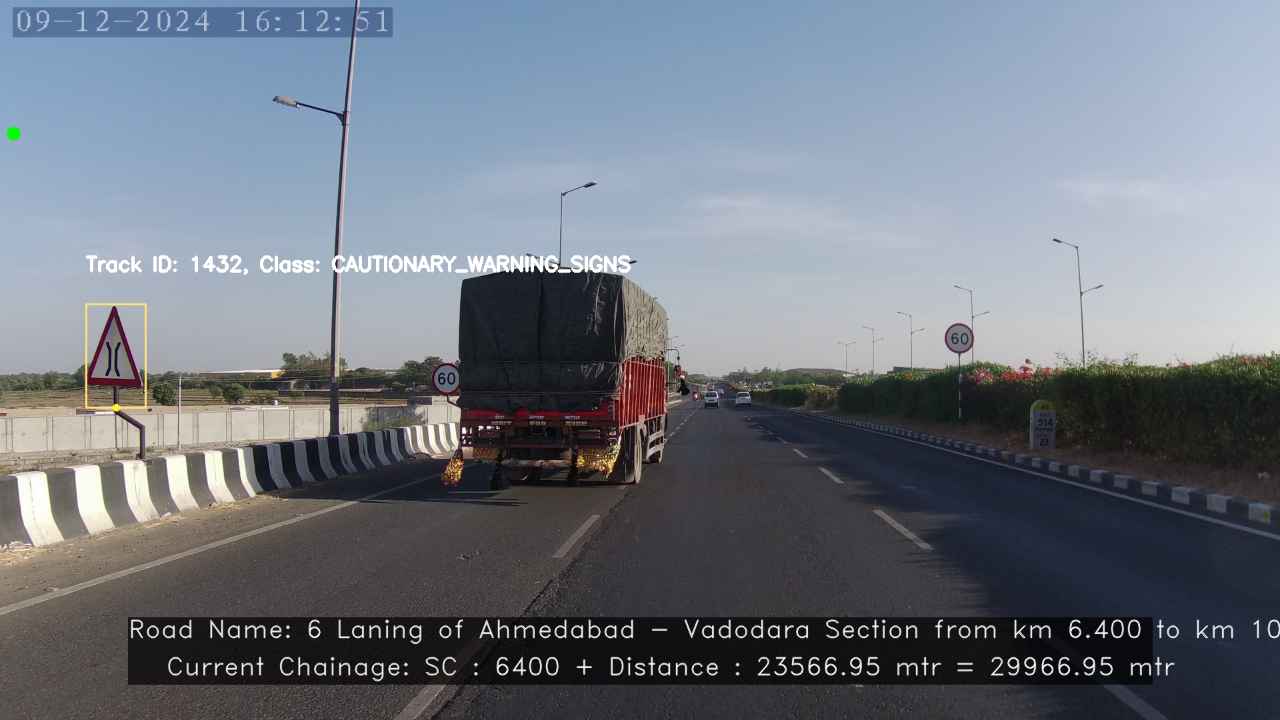 09-12-2024 16:12:51
Track ID: 1432, Class: CAUTIONARY_WARNING_SIGNS
60
60
914
Road Name: 6 Laning of Ahmedabad - Vadodara Section from km 6.400 to km 10
Current Chainage: SC : 6400 + Distance : 23566.95 mtr = 29966.95 mtr